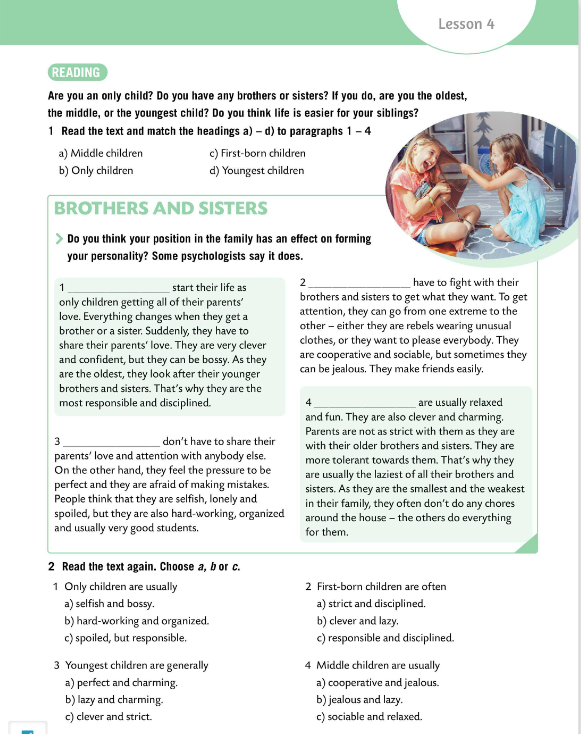 Lesson 4
READING
Are you an only child? Do you have any brothers or sisters? If you do, are you the oldest,
the middle, or the youngest child? Do you think life is easier for your siblings?
1 Read the text and match the headings a) – d) to paragraphs 1 – 4
a) Middle children
b) Only children
c) First-born children
d) Youngest children
BROTHERS AND SISTERS
Do you think your position in the family has an effect on forming
your personality? Some psychologists say it does.
1 ____________________ start their life as
only children getting all of their parents’
love. Everything changes when they get a
brother or a sister. Suddenly, they have to
share their parents’ love. They are very clever
and confident, but they can be bossy. As they
are the oldest, they look after their younger
brothers and sisters. That’s why they are the
most responsible and disciplined.
2 ____________________ have to fight with their
brothers and sisters to get what they want. To get
attention, they can go from one extreme to the
other – either they are rebels wearing unusual
clothes, or they want to please everybody. They
are cooperative and sociable, but sometimes they
can be jealous. They make friends easily.
3 ___________________ don’t have to share their
parents’ love and attention with anybody else.
On the other hand, they feel the pressure to be
perfect and they are afraid of making mistakes.
People think that they are selfish, lonely and
spoiled, but they are also hard-working, organized
and usually very good students.
4 ____________________ are usually relaxed
and fun. They are also clever and charming.
Parents are not as strict with them as they are
with their older brothers and sisters. They are
more tolerant towards them. That’s why they
are usually the laziest of all their brothers and
sisters. As they are the smallest and the weakest
in their family, they often don’t do any chores
around the house – the others do everything
for them.
2 Read the text again. Choose a, b or c.
1 Only children are usually
a) selfish and bossy.
b) hard-working and organized.
c) spoiled, but responsible.
2 First-born children are often
a) strict and disciplined.
b) clever and lazy.
c) responsible and disciplined.
3 Youngest children are generally
a) perfect and charming.
b) lazy and charming.
c) clever and strict.
4 Middle children are usually
a) cooperative and jealous.
b) jealous and lazy.
c) sociable and relaxed.